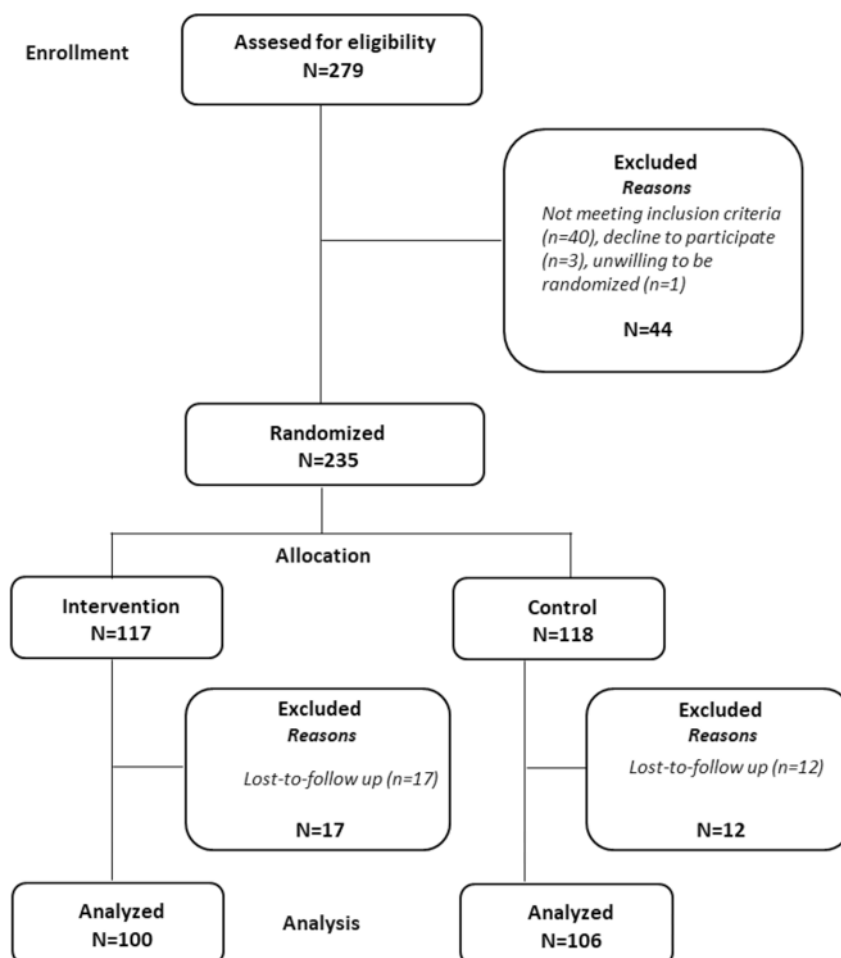 Enrollment
Assesed for eligibility
N=279
Excluded
Reasons
Not meeting inclusion criteria
(n=40), decline to participate
(n=3), unwilling to be
randomized (n=1)
N=44
Randomized
N=235
Allocation
Intervention
N=117
Control
N=118
Excluded
Reasons
Lost-to-follow up (n=17)
N=17
Excluded
Reasons
Lost-to-follow up (n=12)
N=12
Analyzed
N=100
Analysis
Analyzed
N=106